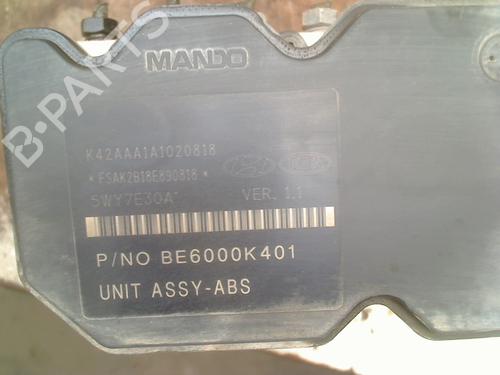 MANDO
K42AAA1A1020818
*FSAK2B18E890818*
5WY7E30A
VER. 1.1
P/NO BE6000K401
UNIT ASSY-ABS
B-PARTS